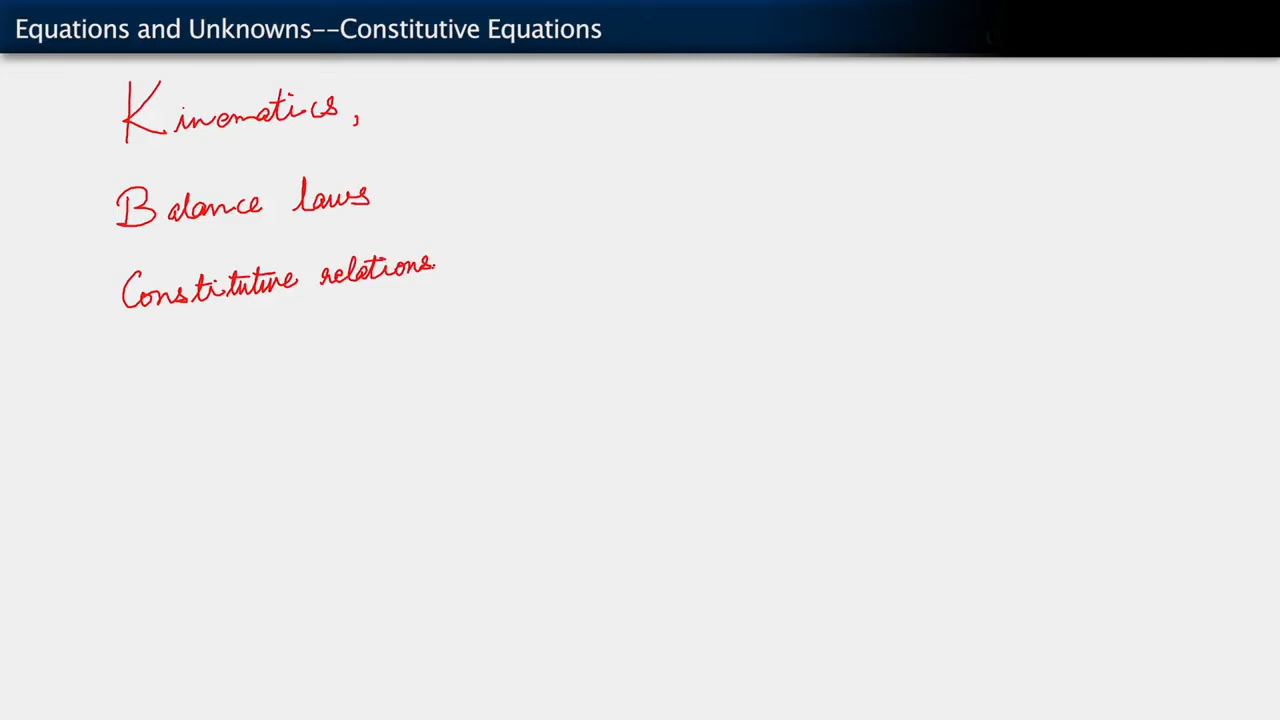 Equations and Unknowns--Constitutive Equations
Kinematics,
Balance laws
Constitutive relations.